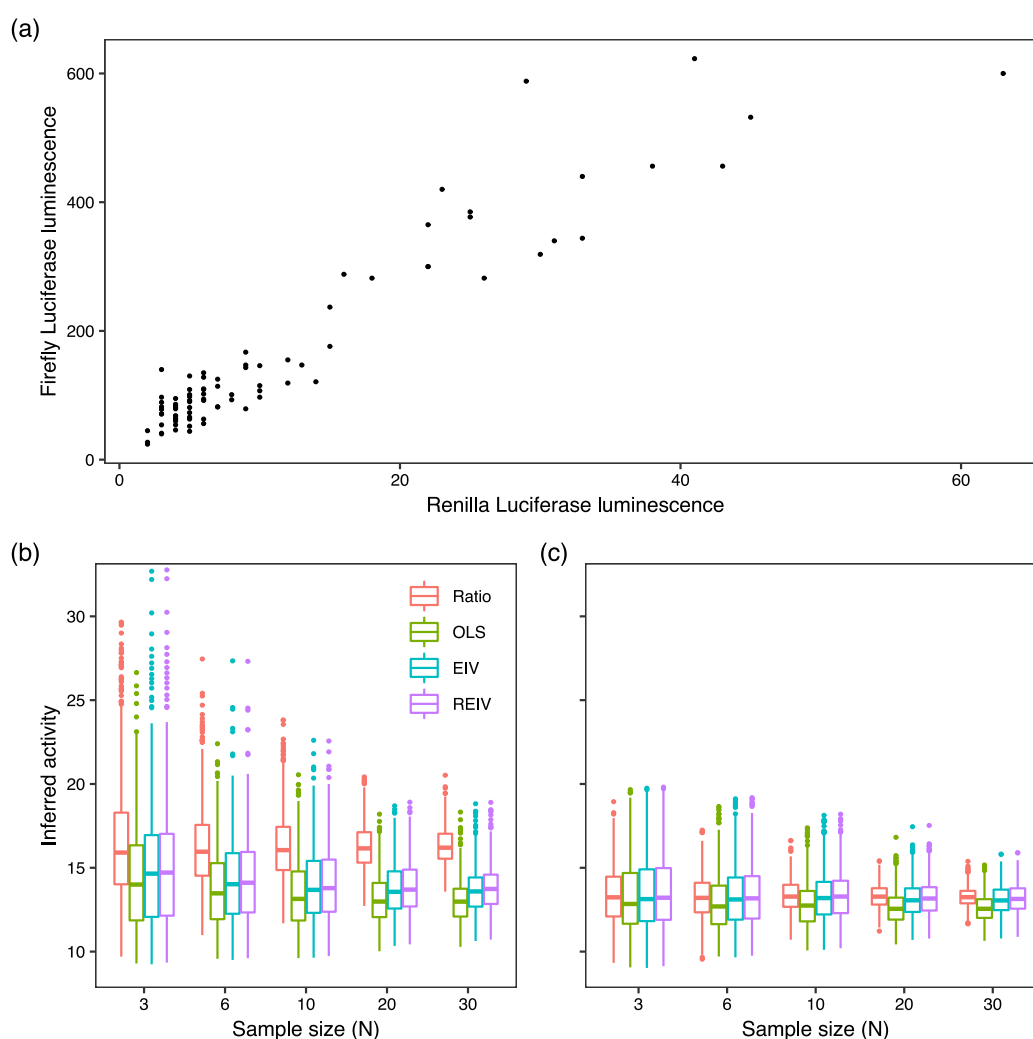 (a)
Firefly Luciferase luminescence
600
400
200
0
0 20 40 60
Renilla Luciferase luminescence
(b)
(c)
Inferred activity
30
25
20
15
10
Ratio
OLS
EIV
REIV
3 6 10 20 30
Sample size (N)
3 6 10 20 30
Sample size (N)